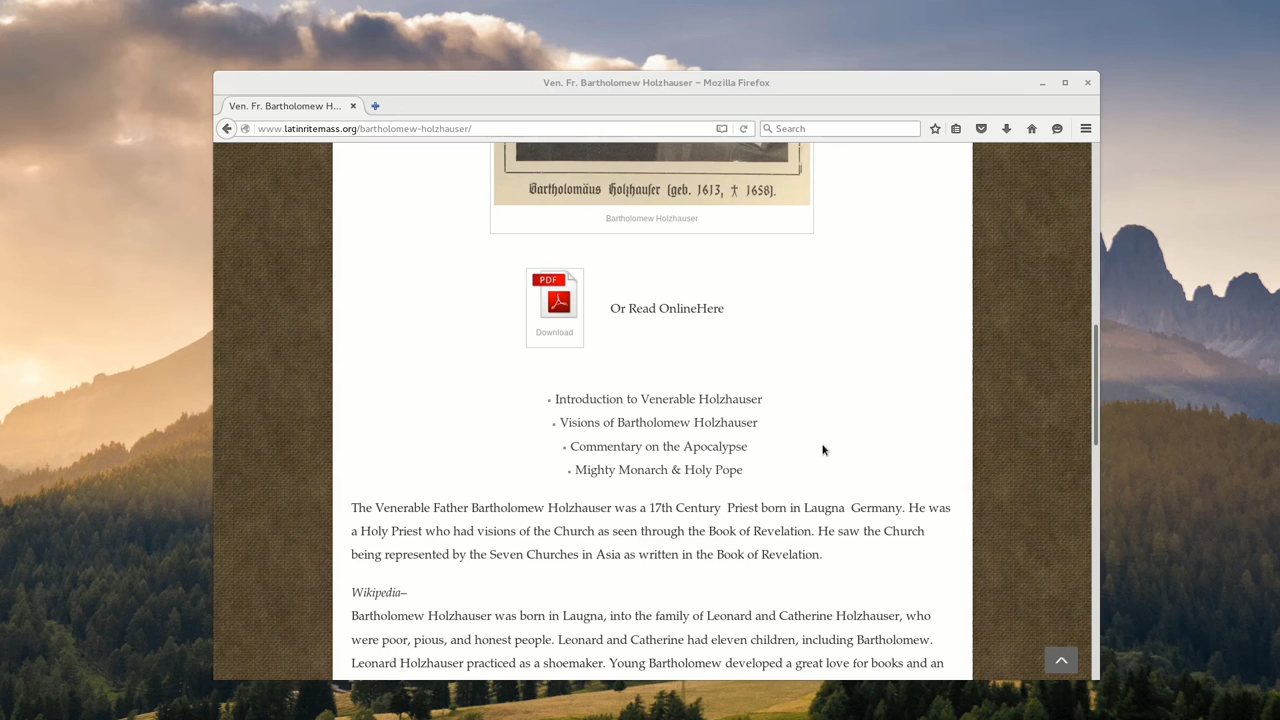 Ven. Fr. Bartholomew Holzhauser – Mozilla Firefox
Ven. Fr. Bartholomew H...
www.latinritemass.org/bartholomew-holzhauser/
Search
Bartholomäus Holzhauser (geb. 1613, † 1658).
Bartholomew Holzhauser
PDF
Download
Or Read OnlineHere
Introduction to Venerable Holzhauser
Visions of Bartholomew Holzhauser
Commentary on the Apocalypse
Mighty Monarch & Holy Pope
The Venerable Father Bartholomew Holzhauser was a 17th Century Priest born in Laugna Germany. He was
a Holy Priest who had visions of the Church as seen through the Book of Revelation. He saw the Church
being represented by the Seven Churches in Asia as written in the Book of Revelation.
Wikipedia–
Bartholomew Holzhauser was born in Laugna, into the family of Leonard and Catherine Holzhauser, who
were poor, pious, and honest people. Leonard and Catherine had eleven children, including Bartholomew.
Leonard Holzhauser practiced as a shoemaker. Young Bartholomew developed a great love for books and an